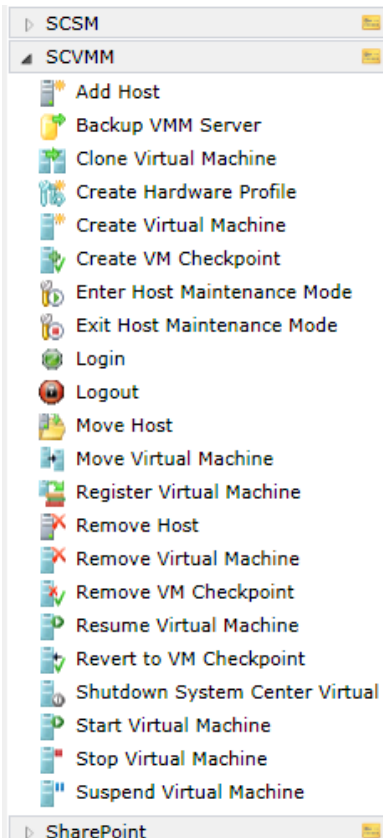 SCSM
SCVMM
Add Host
Backup VMM Server
Clone Virtual Machine
Create Hardware Profile
Create Virtual Machine
Create VM Checkpoint
Enter Host Maintenance Mode
Exit Host Maintenance Mode
Login
Logout
Move Host
Move Virtual Machine
Register Virtual Machine
Remove Host
Remove Virtual Machine
Remove VM Checkpoint
Resume Virtual Machine
Revert to VM Checkpoint
Shutdown System Center Virtual
Start Virtual Machine
Stop Virtual Machine
Suspend Virtual Machine
SharePoint